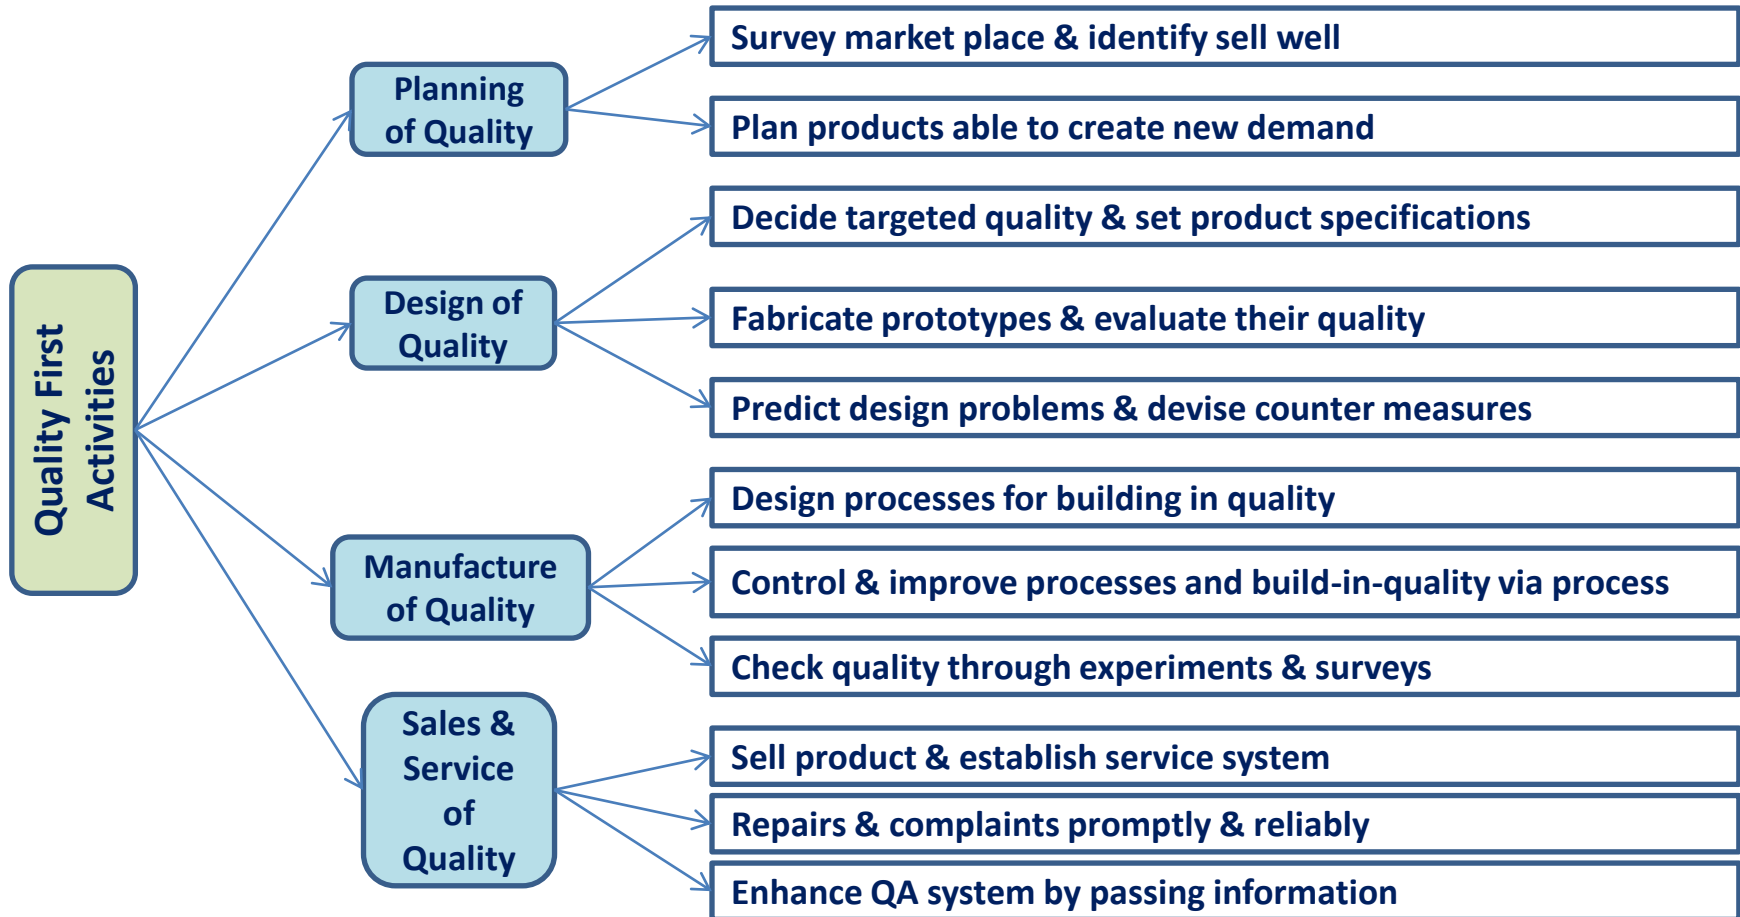 Quality First
Activities
Planning
of Quality
Survey market place & identify sell well
Plan products able to create new demand
Design of
Quality
Decide targeted quality & set product specifications
Fabricate prototypes & evaluate their quality
Predict design problems & devise counter measures
Manufacture
of Quality
Design processes for building in quality
Control & improve processes and build-in-quality via process
Check quality through experiments & surveys
Sales &
Service
of
Quality
Sell product & establish service system
Repairs & complaints promptly & reliably
Enhance QA system by passing information